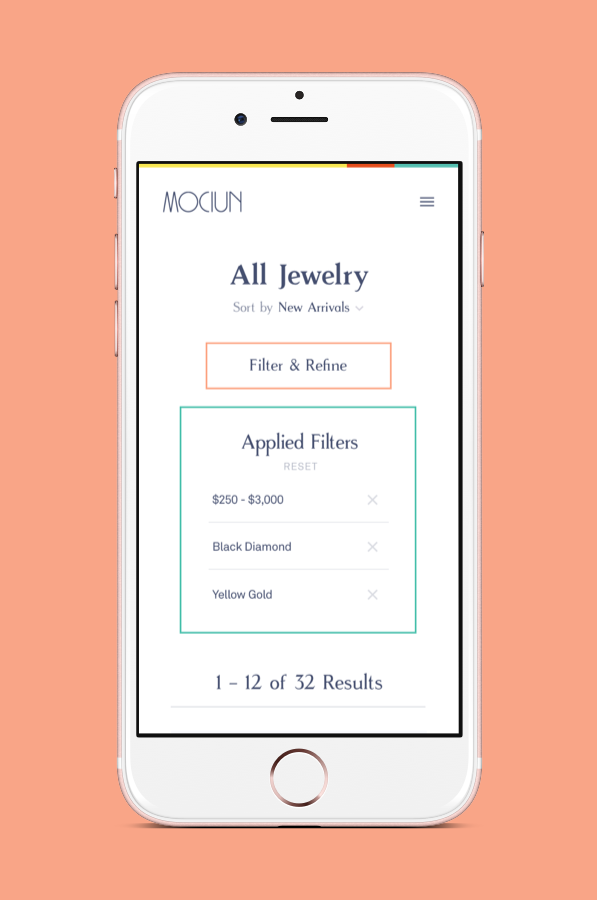 MOCIUN
All Jewelry
Sort by New Arrivals
Filter & Refine
Applied Filters
RESET
$250 - $3,000
Black Diamond
Yellow Gold
1 – 12 of 32 Results